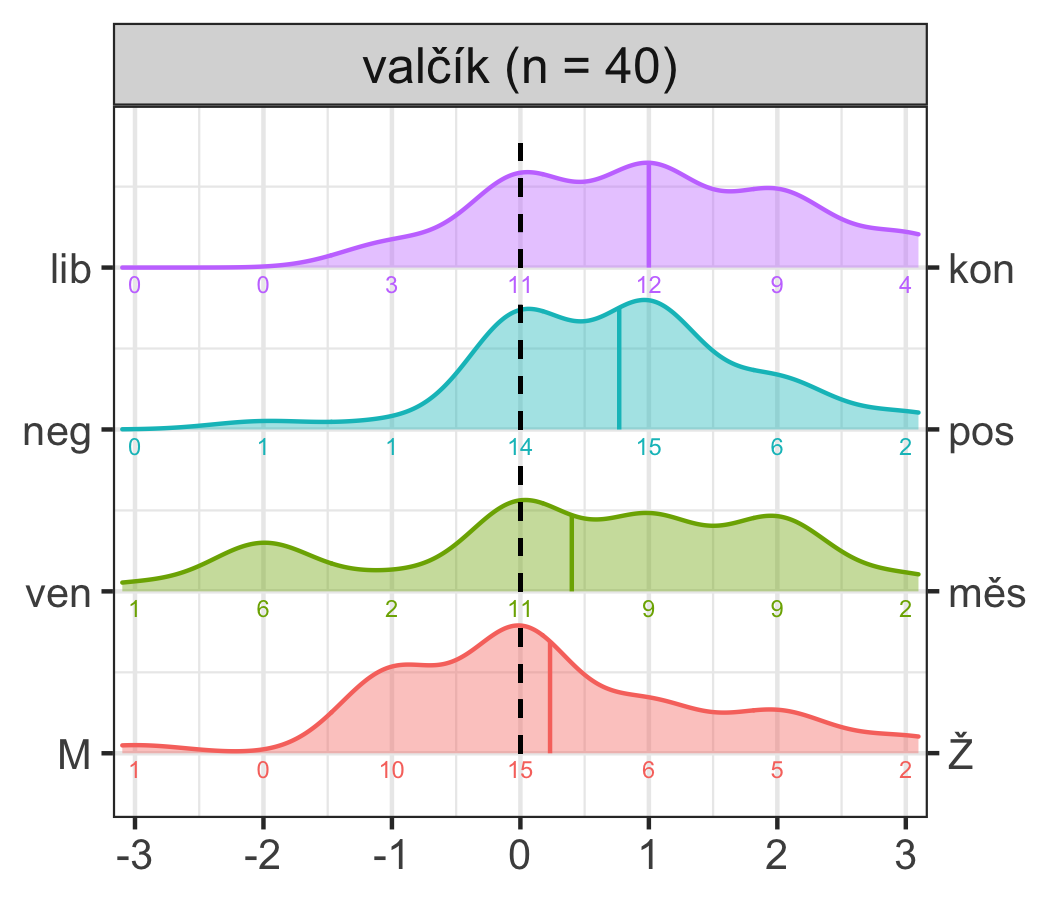 valčík (n = 40)
lib kon
0 0 3 11 12 9 4
neg pos
0 1 1 14 15 6 2
ven měs
1 6 2 11 9 9 2
M Ž
1 0 10 15 6 5 2
-3 -2 -1 0 1 2 3